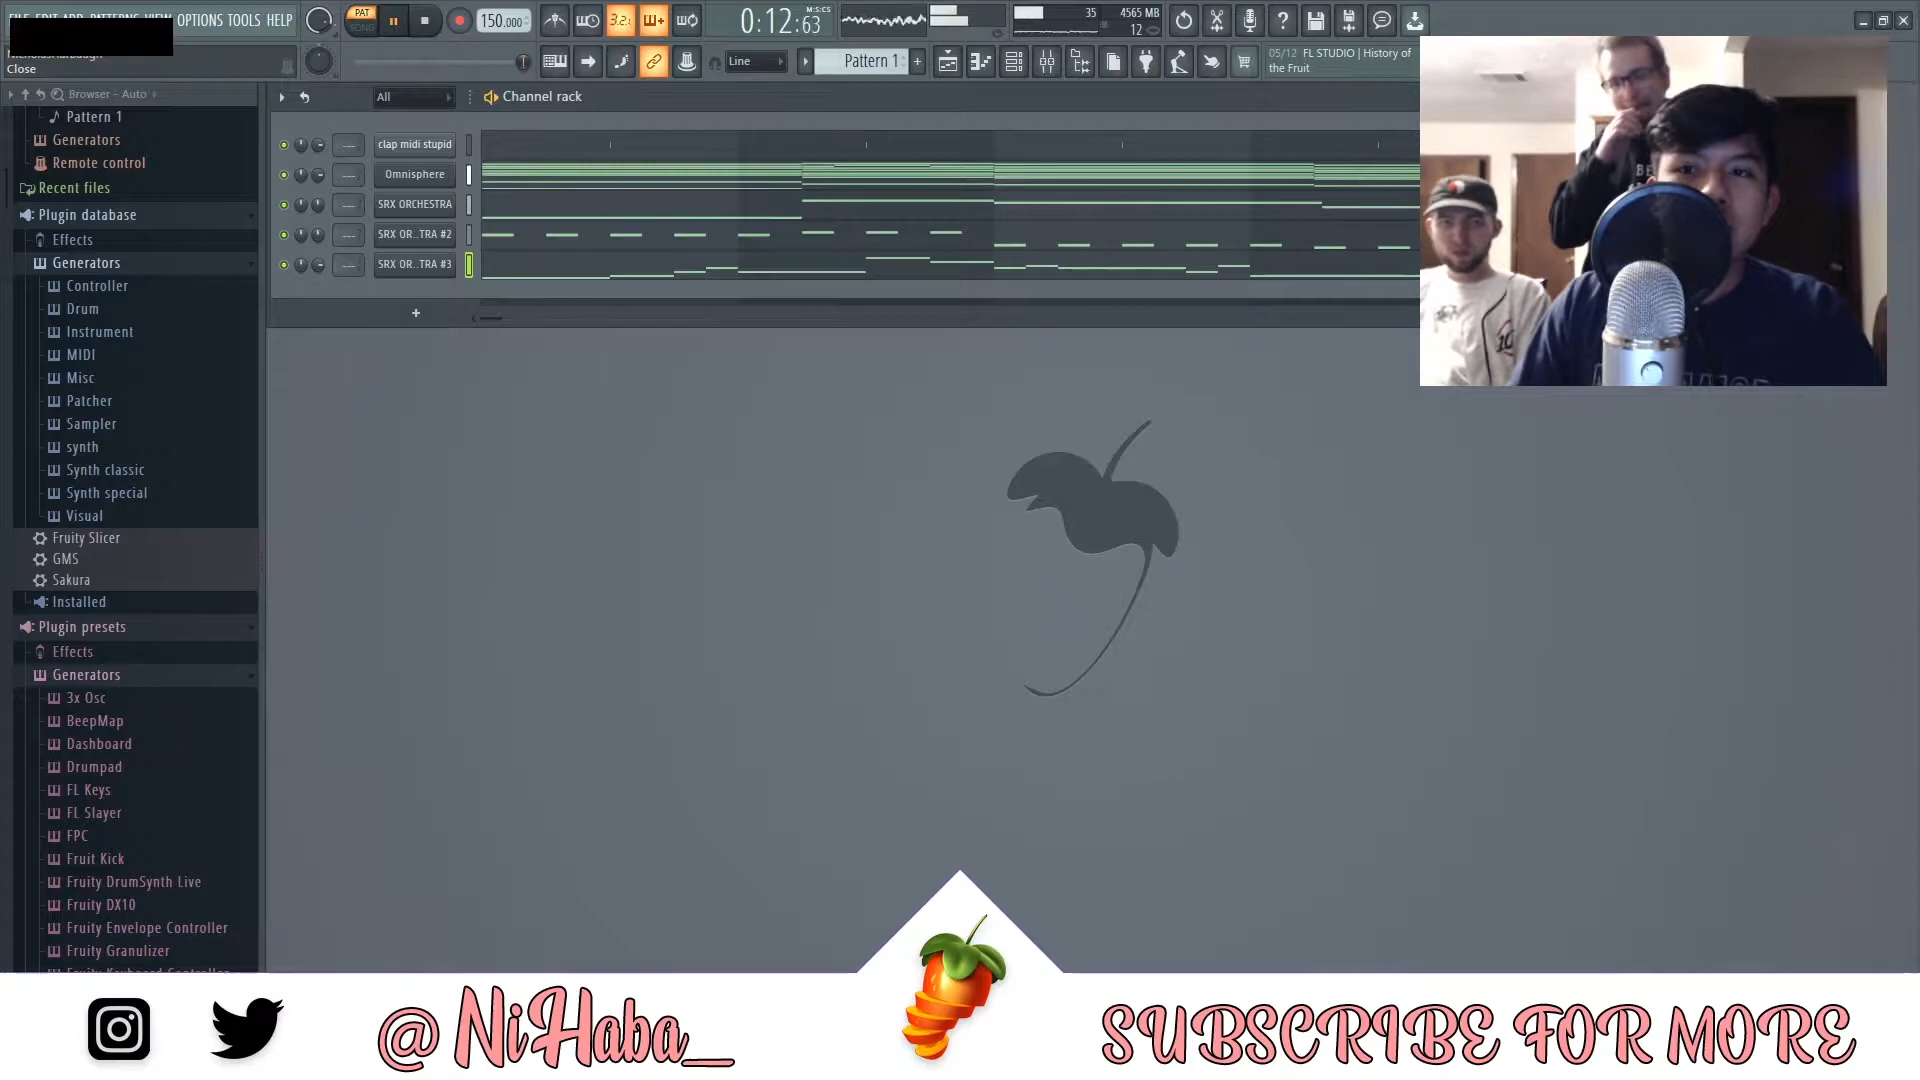 OPTIONS TOOLS HELP
Close
PAT
SONG
150.000
3.2.
0:12:63
M:S:CS
35
4565 MB
12
Line
Pattern 1
05/12 FL STUDIO | History of
the Fruit
Browser - Auto
All
Channel rack
Pattern 1
Generators
Remote control
Recent files
Plugin database
Effects
Generators
Controller
Drum
Instrument
MIDI
Misc
Patcher
Sampler
synth
Synth classic
Synth special
Visual
Fruity Slicer
GMS
Sakura
Installed
Plugin presets
Effects
Generators
3x Osc
BeepMap
Dashboard
Drumpad
FL Keys
FL Slayer
FPC
Fruit Kick
Fruity DrumSynth Live
Fruity DX10
Fruity Envelope Controller
Fruity Granulizer
clap midi stupid
Omnisphere
SRX ORCHESTRA
SRX OR..TRA #2
SRX OR..TRA #3
@NiHaba_
SUBSCRIBE FOR MORE